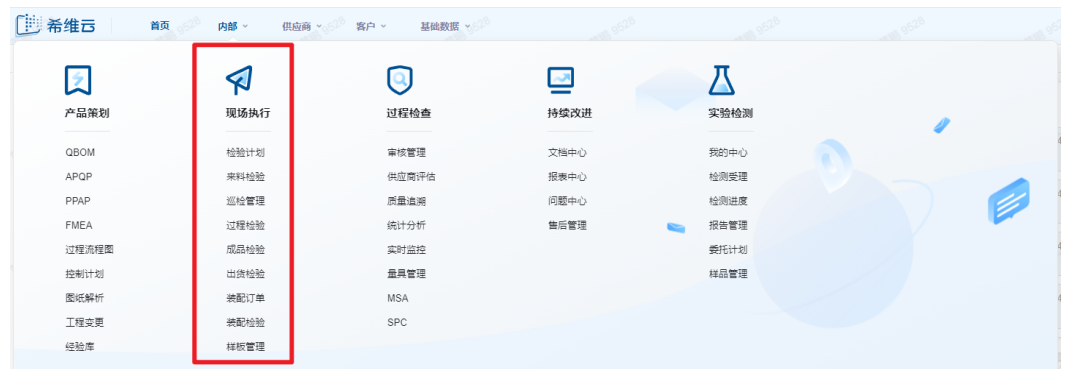 希维云 首页 内部 供应商 客户 基础数据
产品策划 现场执行 过程检查 持续改进 实验检测
QBOM 检验计划 审核管理 文档中心 我的中心
APQP 来料检验 供应商评估 报表中心 检测受理
PPAP 巡检管理 质量追溯 问题中心 检测进度
FMEA 过程检验 统计分析 售后管理 报告管理
过程流程图 成品检验 实时监控 委托计划
控制计划 出货检验 量具管理 样品管理
图纸解析 装配订单 MSA
工程变更 装配检验 SPC
经验库 样板管理